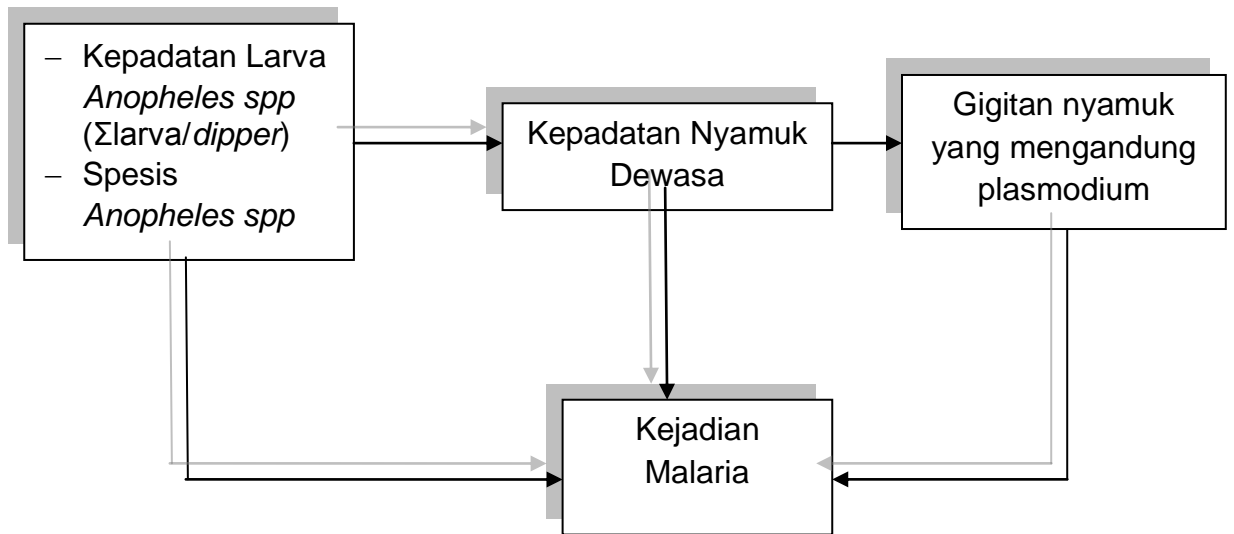 − Kepadatan Larva
Anopheles spp
(Σlarva/dipper)
− Spesis
Anopheles spp
Kepadatan Nyamuk
Dewasa
Gigitan nyamuk
yang mengandung
plasmodium
Kejadian
Malaria